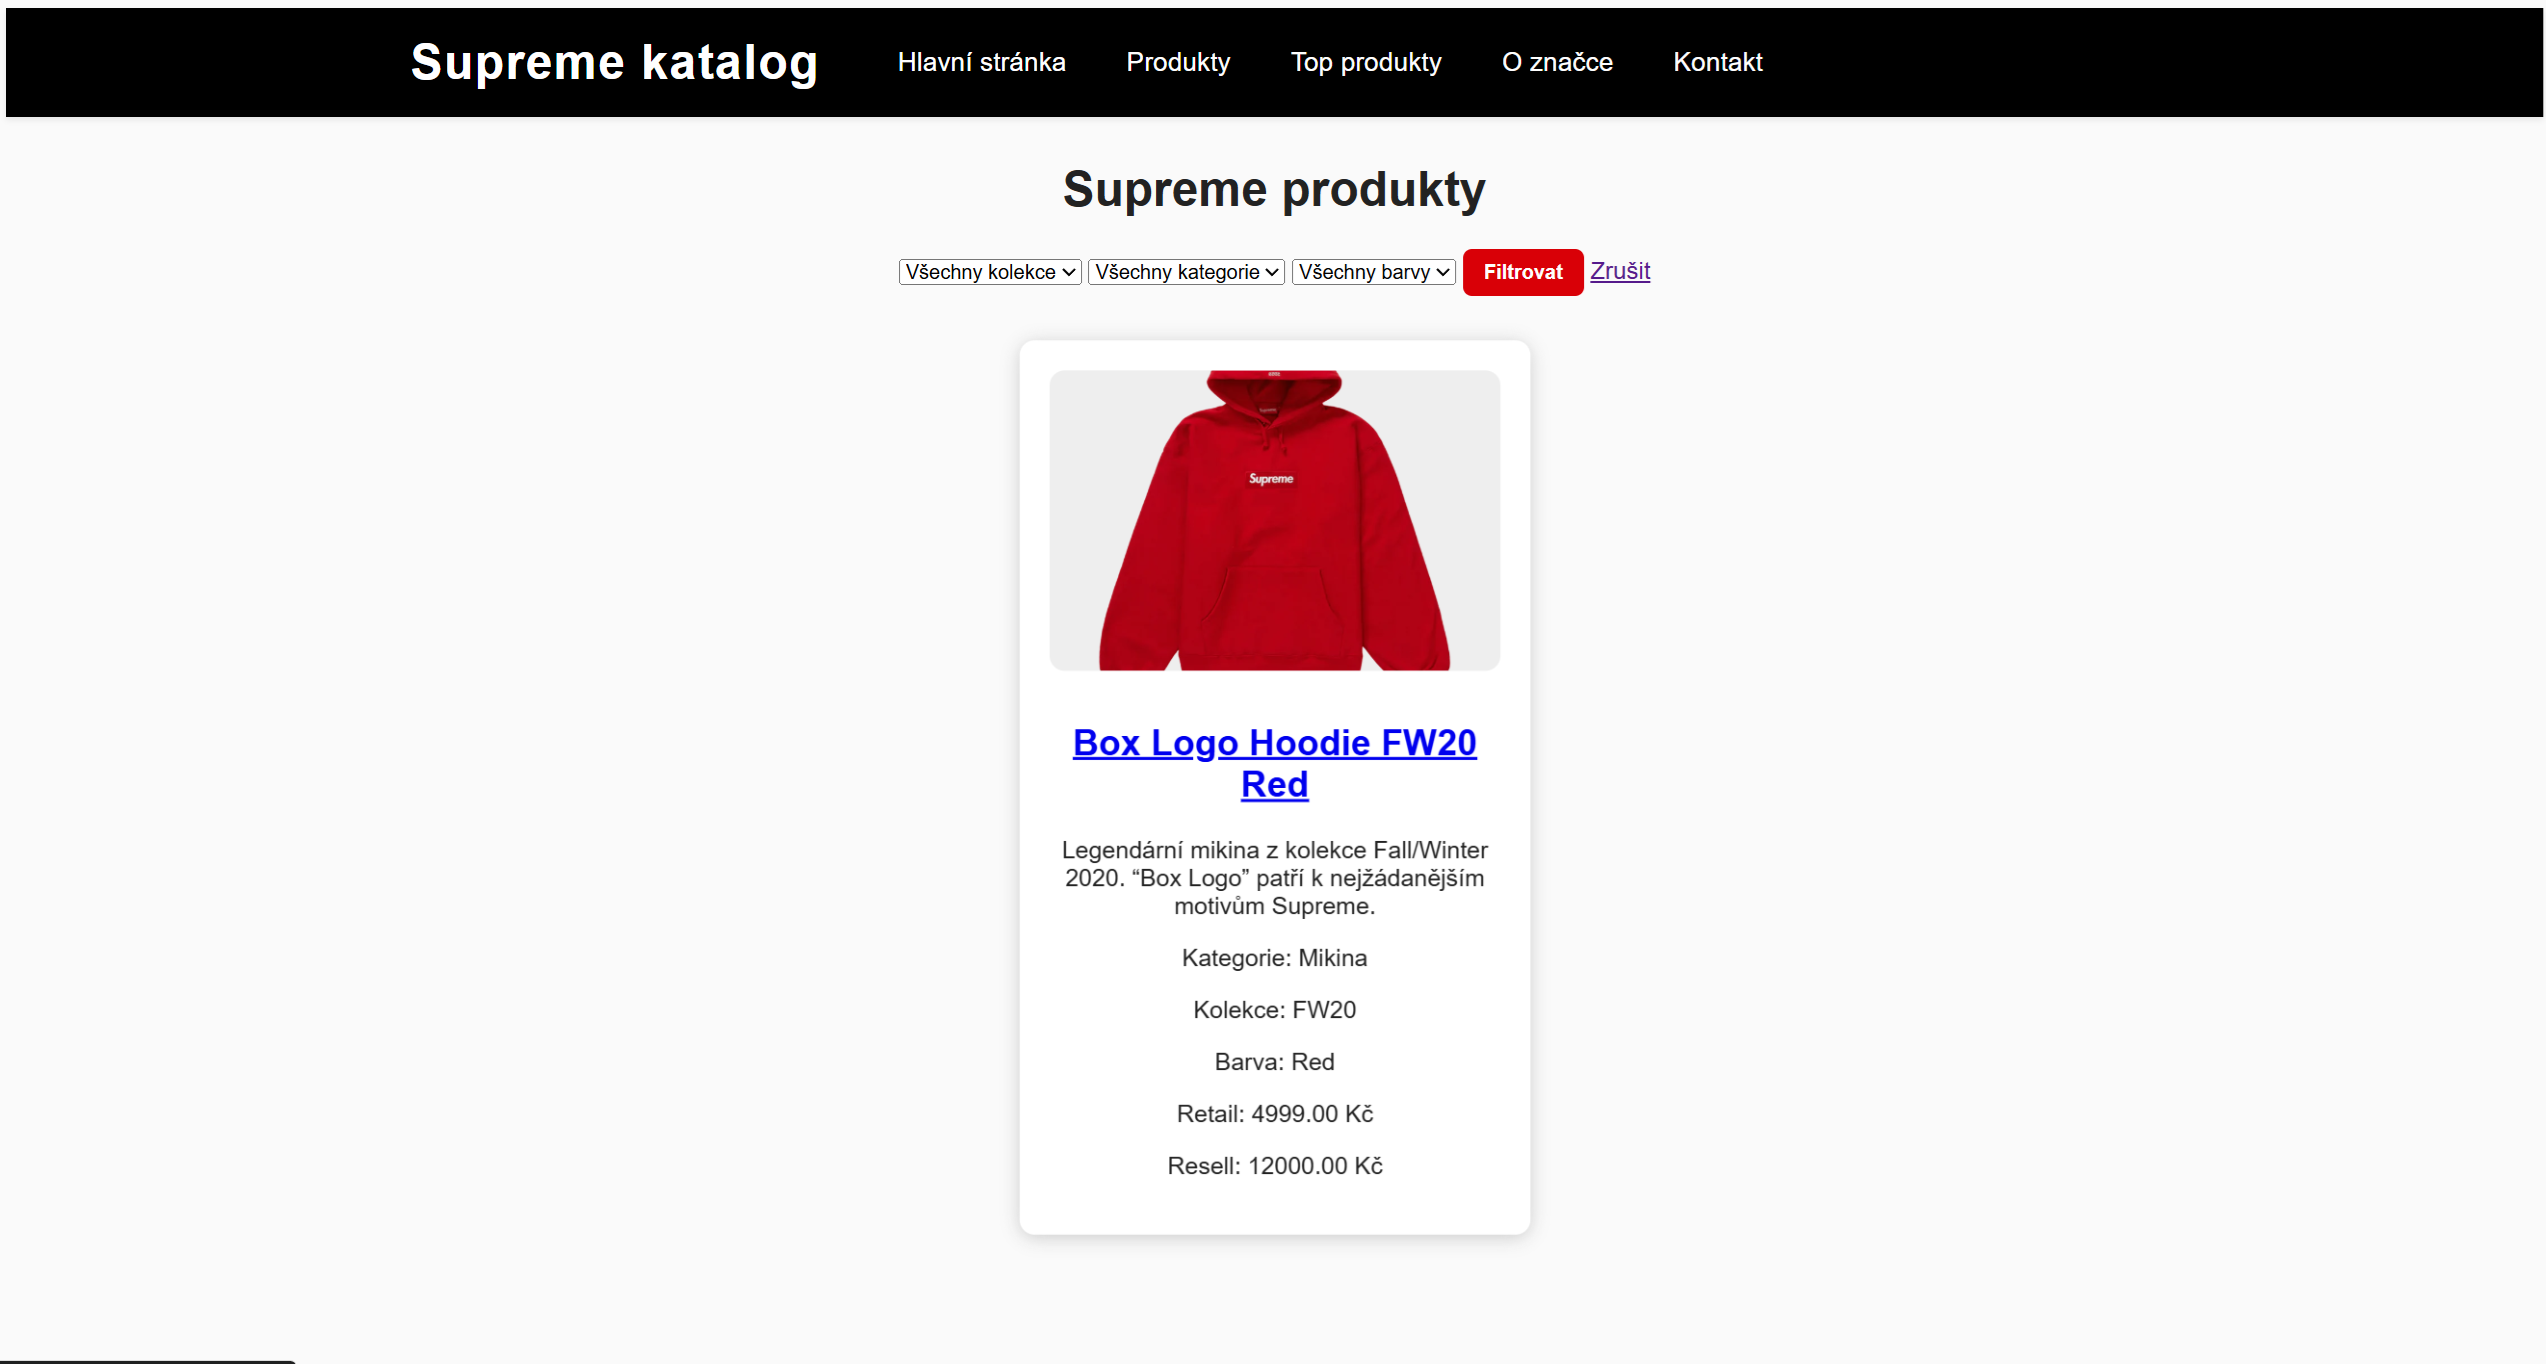 Supreme katalog
Hlavní stránka
Produkty
Top produkty
O značce
Kontakt
Supreme produkty
Všechny kolekce
Všechny kategorie
Všechny barvy
Filtrovat
Zrušit
Supreme
Box Logo Hoodie FW20
Red
Legendární mikina z kolekce Fall/Winter
2020. “Box Logo” patří k nejžádanějším
motivům Supreme.
Kategorie: Mikina
Kolekce: FW20
Barva: Red
Retail: 4999.00 Kč
Resell: 12000.00 Kč